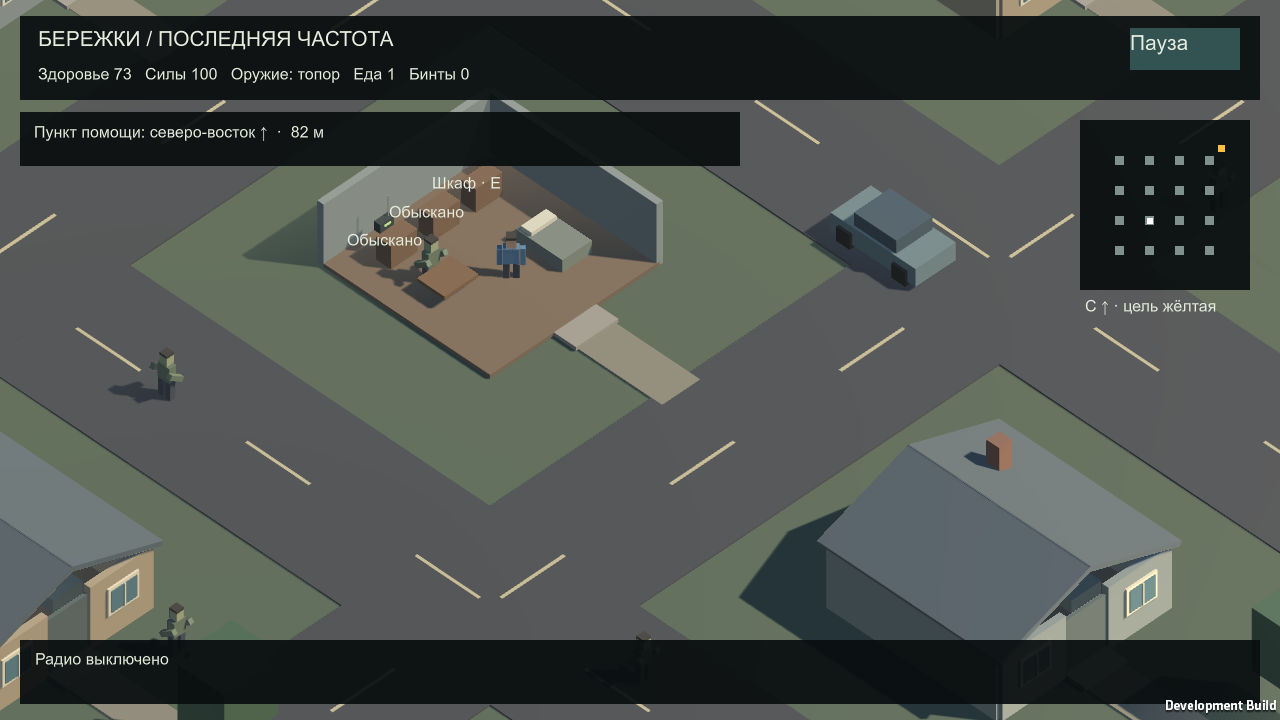 БЕРЕЖКИ / ПОСЛЕДНЯЯ ЧАСТОТА
Пауза
Здоровье 73 Силы 100 Оружие: топор Еда 1 Бинты 0
Пункт помощи: северо-восток ↑ · 82 м
Шкаф · E
Обыскано
Обыскано
С ↑ · цель жёлтая
Радио выключено
Development Build